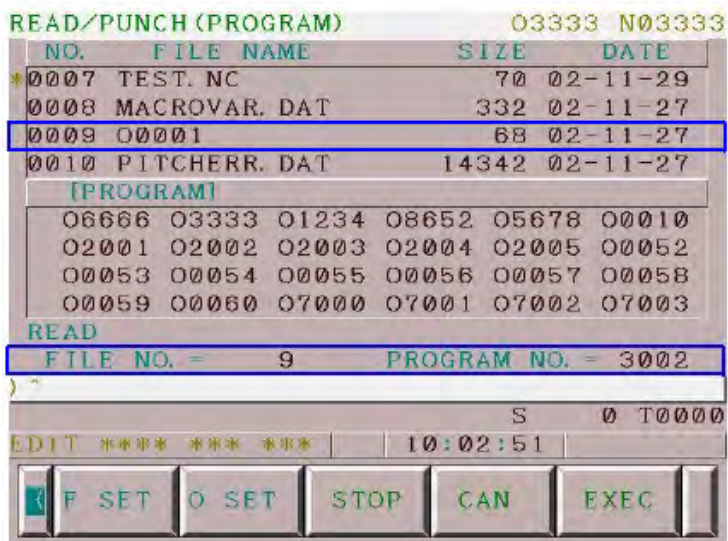 READ/PUNCH(PROGRAM) O3333 N03333
NO. FILE NAME SIZE DATE
*0007 TEST. NC 70 02-11-29
0008 MACROVAR. DAT 332 02-11-27
0009 O0001 68 02-11-27
0010 PITCHERR. DAT 14342 02-11-27
[PROGRAM]
O6666 O3333 O1234 O8652 O5678 O0010
O2001 O2002 O2003 O2004 O2005 O0052
O0053 O0054 O0055 O0056 O0057 O0058
O0059 O0060 O7000 O7001 O7002 O7003
READ
FILE NO. = 9 PROGRAM NO. = 3002
) ^
S 0 T0000
EDIT **** *** *** 10:02:51
( F SET O SET STOP CAN EXEC